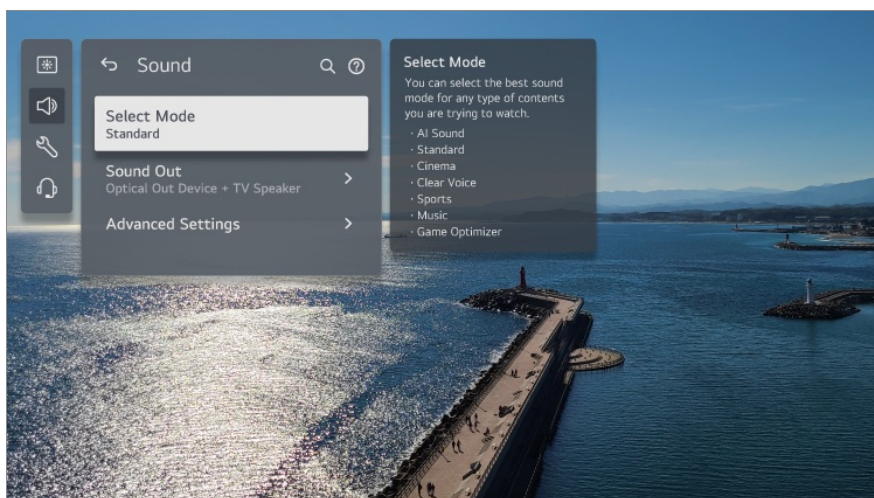 Sound
Select Mode
Standard
Sound Out
Optical Out Device + TV Speaker
Advanced Settings
Select Mode
You can select the best sound
mode for any type of contents
you are trying to watch.
· AI Sound
· Standard
· Cinema
· Clear Voice
· Sports
· Music
· Game Optimizer